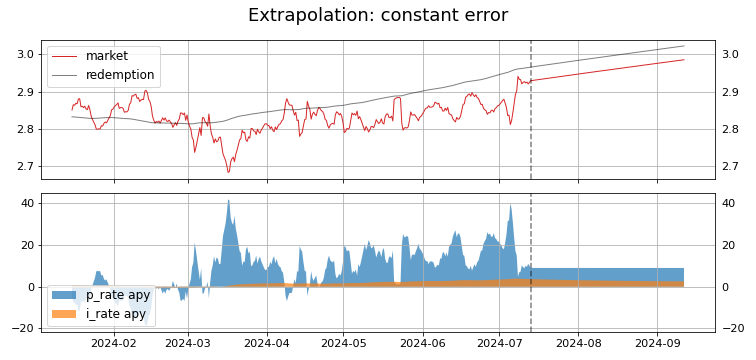 Extrapolation: constant error
3.0
2.9
2.8
2.7
market
redemption
3.0
2.9
2.8
2.7
40
20
0
−20
p_rate apy
i_rate apy
40
20
0
−20
2024-02 2024-03 2024-04 2024-05 2024-06 2024-07 2024-08 2024-09